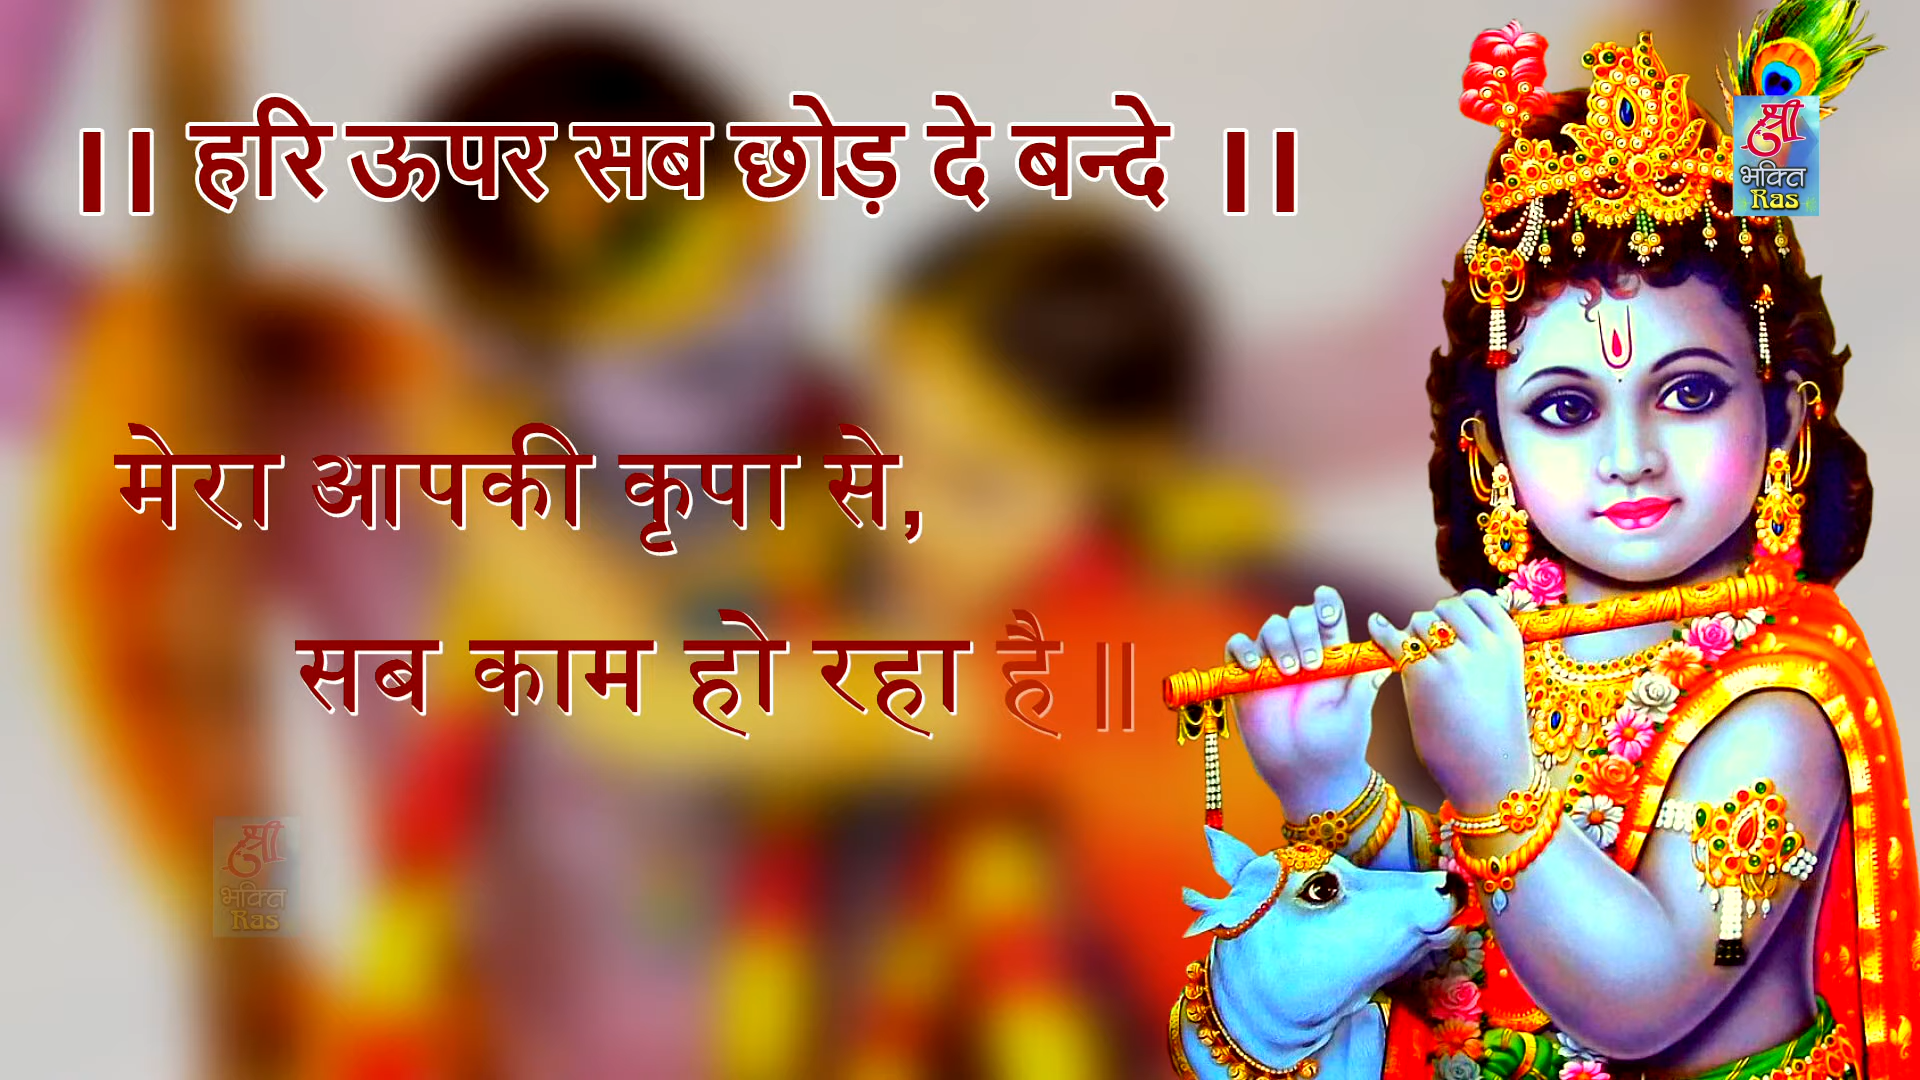 ।। हरि ऊपर सब छोड़ दे बन्दे ।।
श्री
भक्ति
Ras
मेरा आपकी कृपा से,
सब काम हो रहा है॥
श्री
भक्ति
Ras